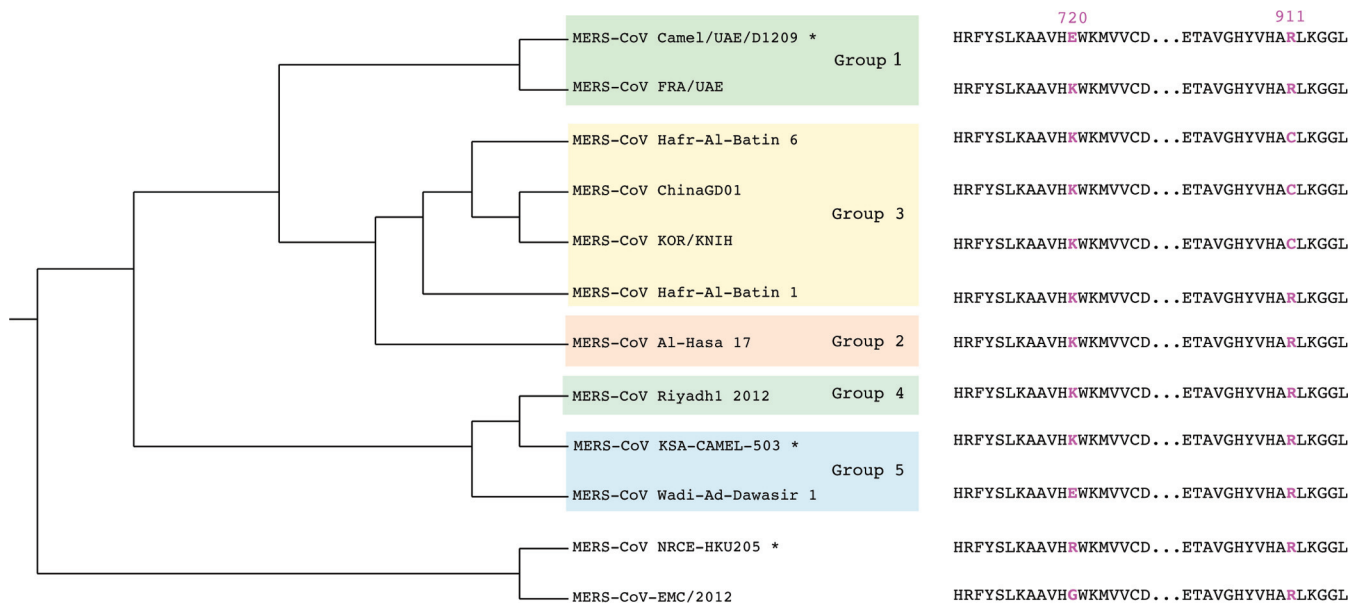 720 911
MERS-CoV Camel/UAE/D1209 * HRFYSLKAAVHEWKMVVCD...ETAVGHYVHARLKGGL
Group 1
MERS-CoV FRA/UAE HRFYSLKAAVHKWKMVVCD...ETAVGHYVHARLKGGL
MERS-CoV Hafr-Al-Batin 6 HRFYSLKAAVHKWKMVVCD...ETAVGHYVHACLKGGL
MERS-CoV ChinaGD01 HRFYSLKAAVHKWKMVVCD...ETAVGHYVHACLKGGL
Group 3
MERS-CoV KOR/KNIH HRFYSLKAAVHKWKMVVCD...ETAVGHYVHACLKGGL
MERS-CoV Hafr-Al-Batin 1 HRFYSLKAAVHKWKMVVCD...ETAVGHYVHARLKGGL
MERS-CoV Al-Hasa 17 Group 2 HRFYSLKAAVHKWKMVVCD...ETAVGHYVHARLKGGL
MERS-CoV Riyadh1 2012 Group 4 HRFYSLKAAVHKWKMVVCD...ETAVGHYVHARLKGGL
MERS-CoV KSA-CAMEL-503 * HRFYSLKAAVHKWKMVVCD...ETAVGHYVHARLKGGL
Group 5
MERS-CoV Wadi-Ad-Dawasir 1 HRFYSLKAAVHEWKMVVCD...ETAVGHYVHARLKGGL
MERS-CoV NRCE-HKU205 * HRFYSLKAAVHRWKMVVCD...ETAVGHYVHARLKGGL
MERS-CoV-EMC/2012 HRFYSLKAAVHGWKMVVCD...ETAVGHYVHARLKGGL